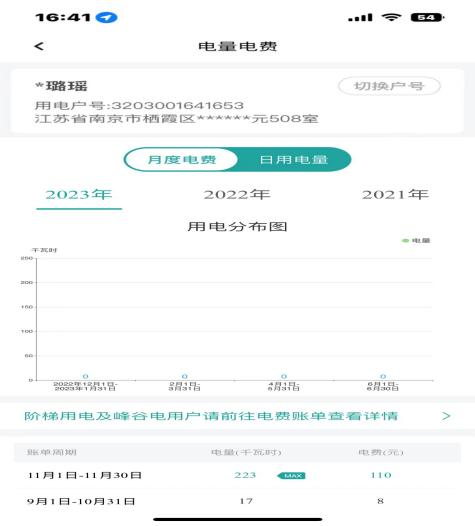 16:41 54
电量电费
*璐瑶 切换户号
用电户号:3203001641653
江苏省南京市栖霞区******元508室
月度电费 日用电量
2023年 2022年 2021年
用电分布图
电量
千瓦时
250
200
150
100
50
0
0 0 0 0
2022年12月1日- 2月1日- 4月1日- 6月1日-
2023年1月31日 3月31日 5月31日 6月30日
阶梯用电及峰谷电用户请前往电费账单查看详情 >
账单周期 电量(千瓦时) 电费(元)
11月1日-11月30日 223 MAX 110
9月1日-10月31日 17 8